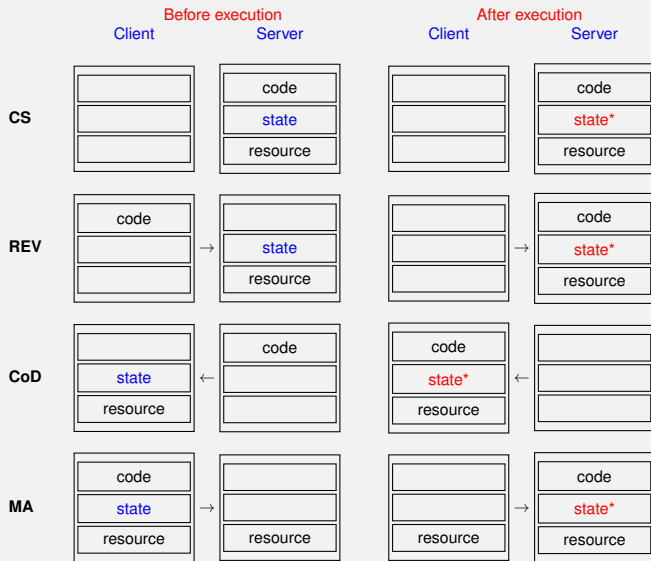 Before execution After execution
Client Server Client Server
code code
CS state state*
resource resource
code code
REV → state → state*
resource resource
code code
CoD state ← state* ←
resource resource
code code
MA state → → state*
resource resource resource resource